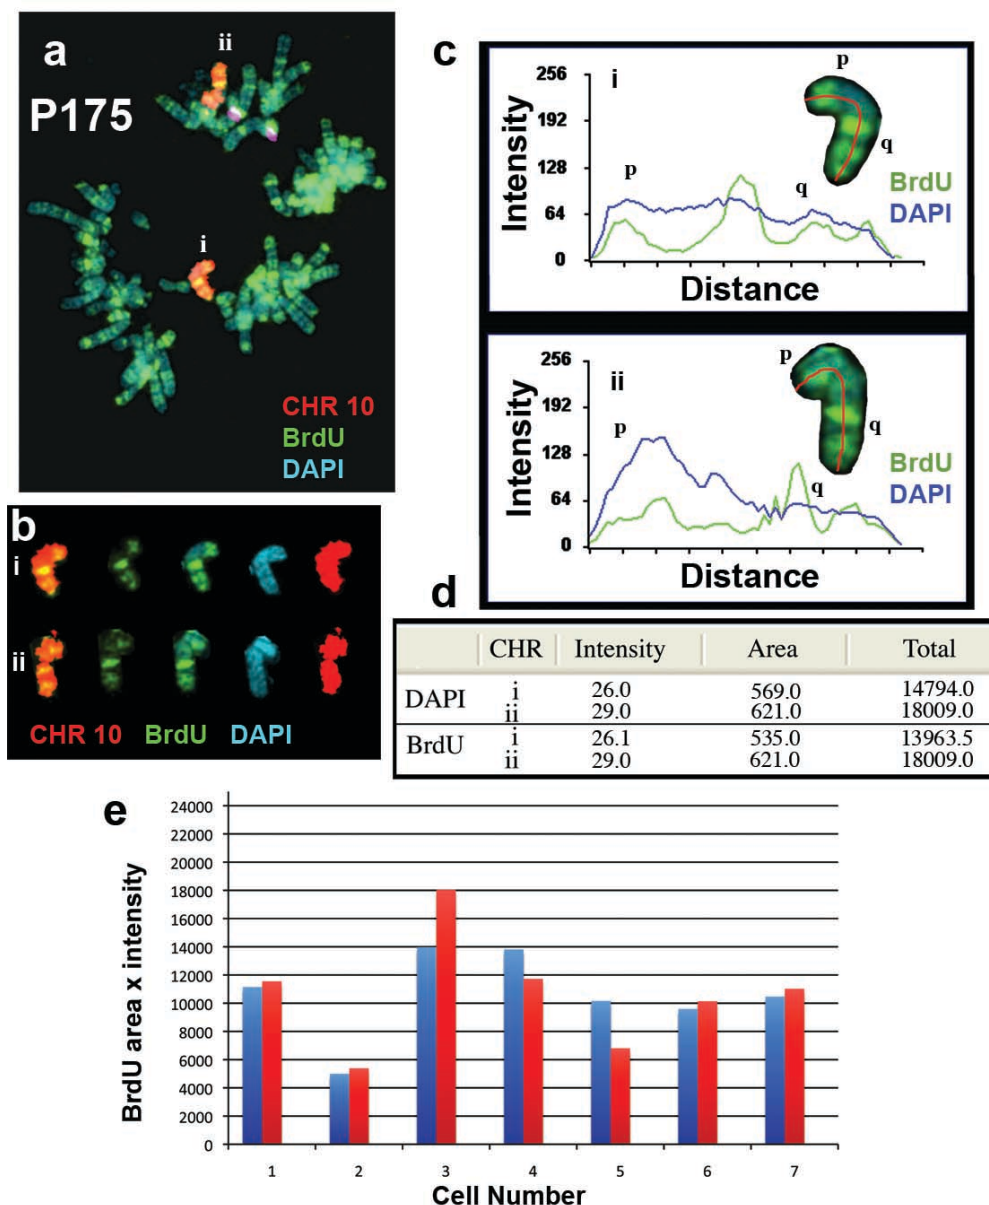 a
P175
ii
i
CHR 10
BrdU
DAPI
b
i
ii
CHR 10 BrdU DAPI
c
i
Intensity
256
192
128
64
0
p
q
p
q
BrdU
DAPI
Distance
ii
Intensity
256
192
128
64
0
p
q
p
q
BrdU
DAPI
Distance
d
CHR Intensity Area Total
DAPI i 26.0 569.0 14794.0
ii 29.0 621.0 18009.0
BrdU i 26.1 535.0 13963.5
ii 29.0 621.0 18009.0
e
BrdU area x intensity
24000
22000
20000
18000
16000
14000
12000
10000
8000
6000
4000
2000
0
1 2 3 4 5 6 7
Cell Number